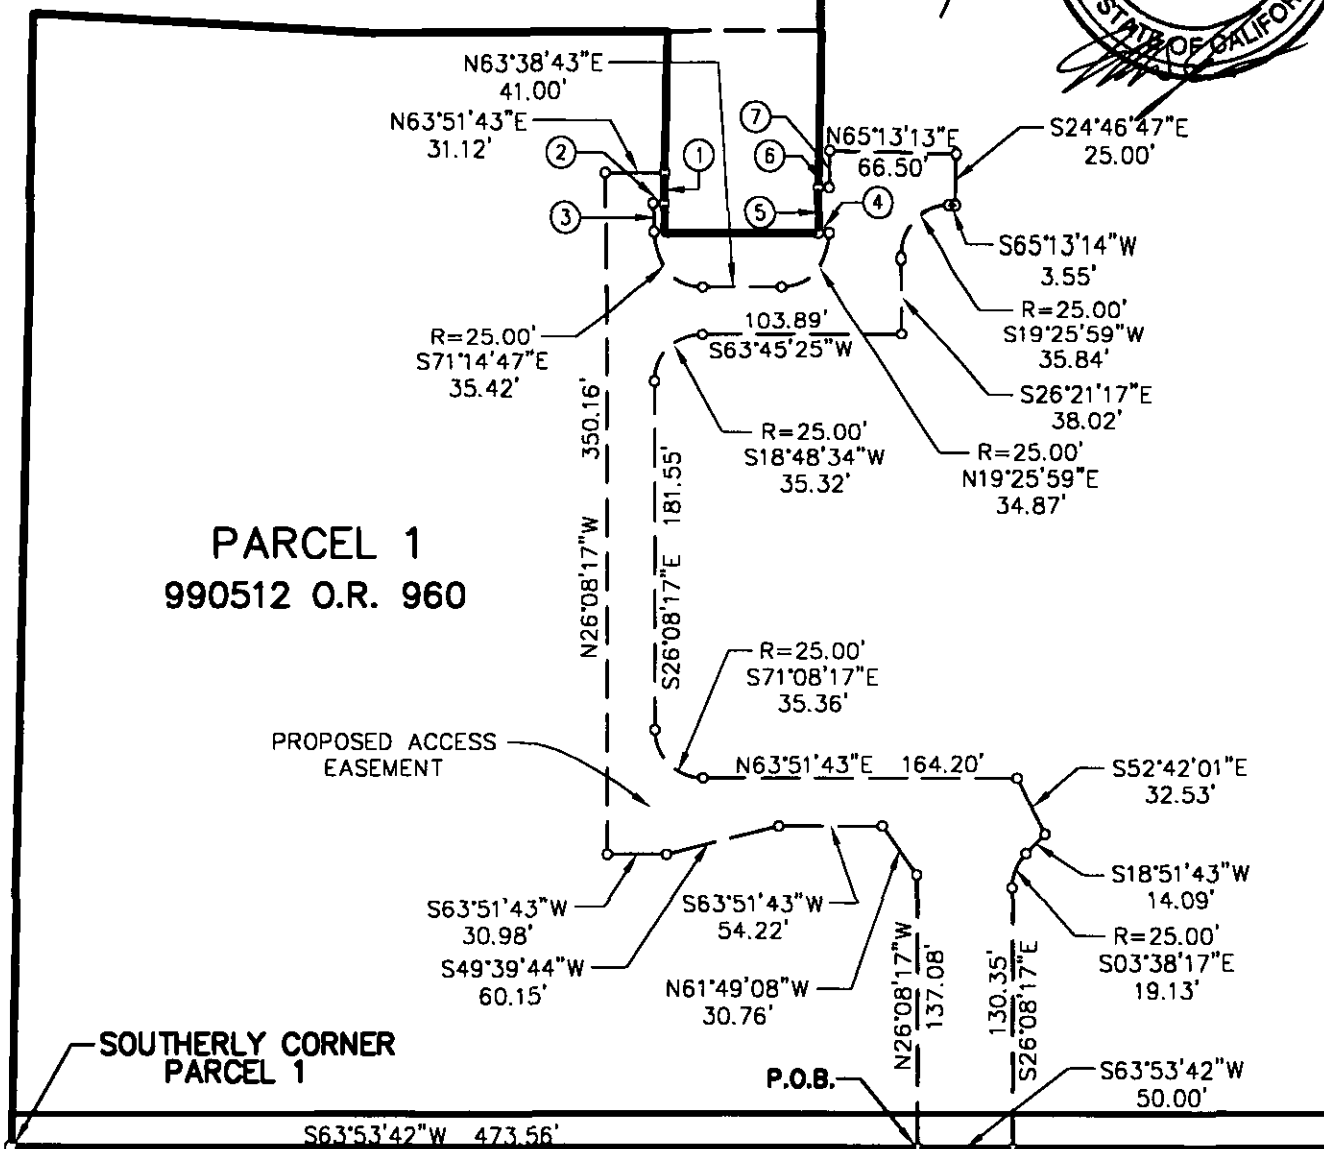 STATE OF CALIFOR
N63°38'43"E
41.00'
N63°51'43"E
31.12'
7
N65°13'13"E
66.50'
S24°46'47"E
25.00'
2
1
6
3
5
4
S65°13'14"W
3.55'
R=25.00'
S71°14'47"E
35.42'
103.89'
S63°45'25"W
R=25.00'
S19°25'59"W
35.84'
S26°21'17"E
38.02'
R=25.00'
S18°48'34"W
35.32'
R=25.00'
N19°25'59"E
34.87'
N26°08'17"W 350.16'
S26°08'17"E 181.55'
PARCEL 1
990512 O.R. 960
R=25.00'
S71°08'17"E
35.36'
PROPOSED ACCESS
EASEMENT
N63°51'43"E 164.20'
S52°42'01"E
32.53'
S18°51'43"W
14.09'
S63°51'43"W
30.98'
S63°51'43"W
54.22'
R=25.00'
S03°38'17"E
19.13'
S49°39'44"W
60.15'
N61°49'08"W
30.76'
N26°08'17"W
137.08'
130.35'
S26°08'17"E
SOUTHERLY CORNER
PARCEL 1
P.O.B.
S63°53'42"W
50.00'
S63°53'42"W 473.56'